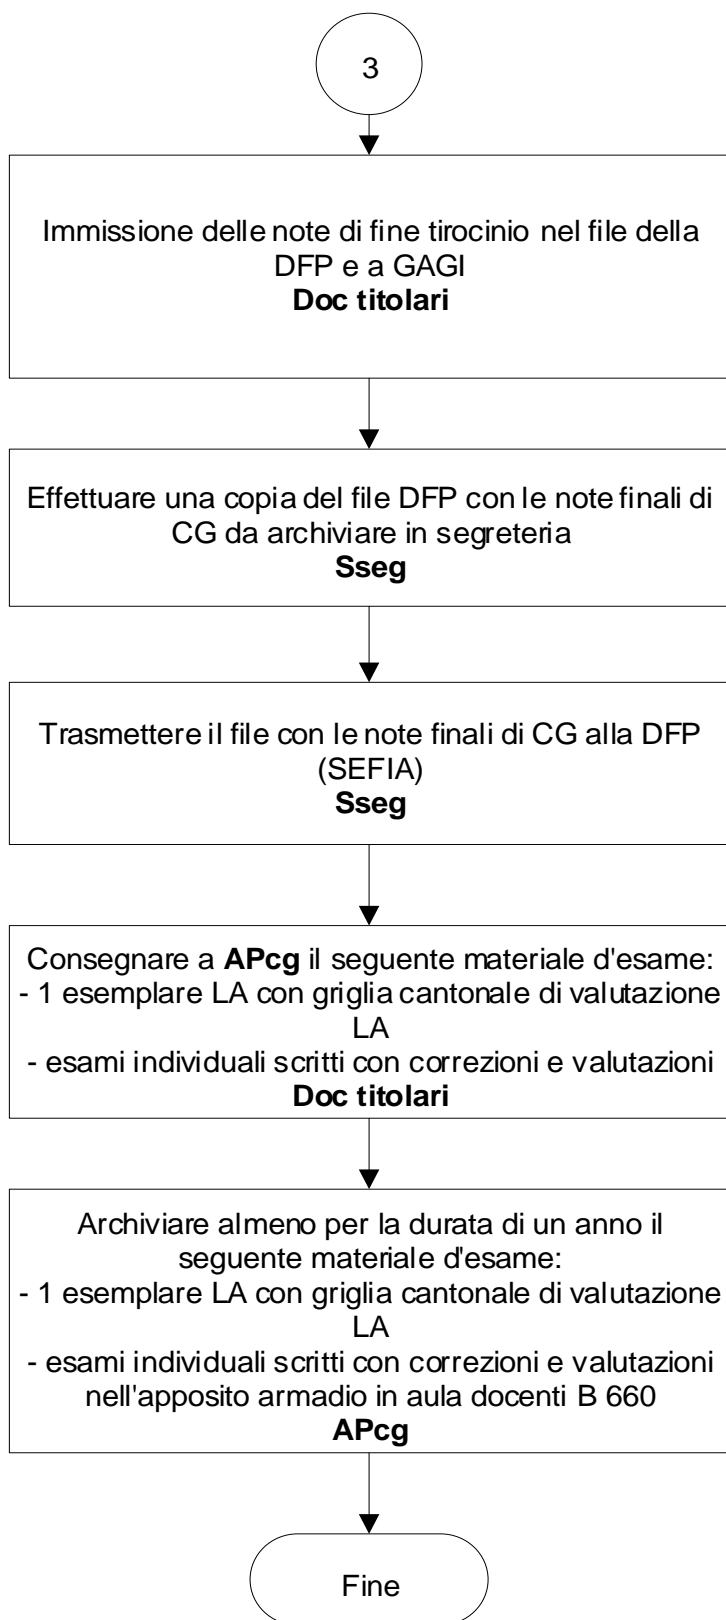 3
Immissione delle note di fine tirocinio nel file della
DFP e a GAGI
Doc titolari
Effettuare una copia del file DFP con le note finali di
CG da archiviare in segreteria
Sseg
Trasmettere il file con le note finali di CG alla DFP
(SEFIA)
Sseg
Consegnare a APcg il seguente materiale d'esame:
- 1 esemplare LA con griglia cantonale di valutazione
LA
- esami individuali scritti con correzioni e valutazioni
Doc titolari
Archiviare almeno per la durata di un anno il
seguente materiale d'esame:
- 1 esemplare LA con griglia cantonale di valutazione
LA
- esami individuali scritti con correzioni e valutazioni
nell'apposito armadio in aula docenti B 660
APcg
Fine